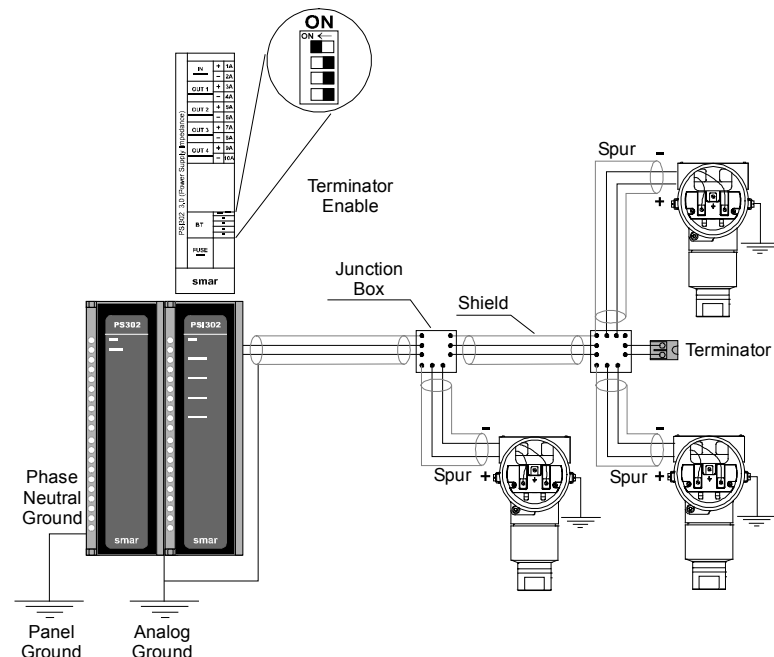 ON
ON ←
PSI302 3,0 (Power Supply Impedance)
IN + 1A
− 2A
OUT 1 + 3A
− 4A
OUT 2 + 5A
− 6A
OUT 3 + 7A
− 8A
OUT 4 + 9A
− 10A
BT
FUSE
smar
Terminator
Enable
Spur
-
+
Junction
Box
Shield
Terminator
PS302
PSI302
-
Spur +
-
Spur +
Phase
Neutral
Ground
smar
smar
Panel
Ground
Analog
Ground